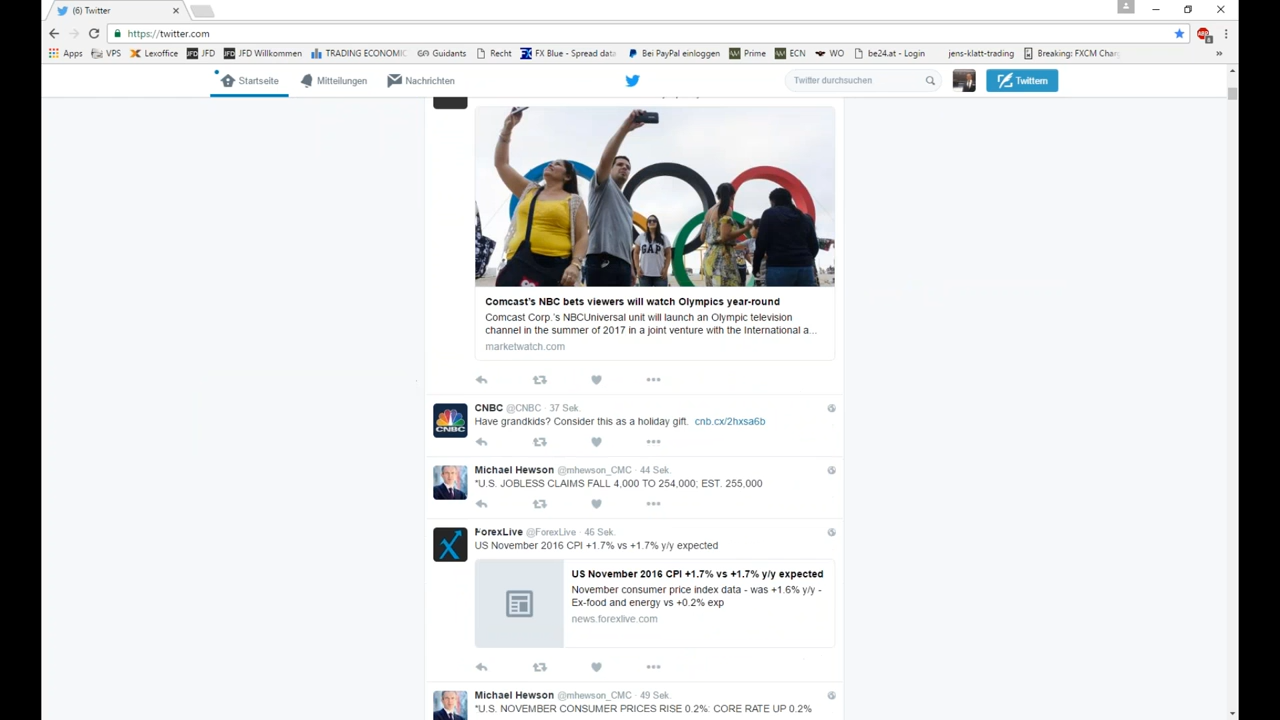 (6) Twitter
https://twitter.com
Apps VPS Lexoffice JFD JFD Willkommen TRADING ECONOMIC Guidants Recht FX Blue - Spread data Bei PayPal einloggen Prime ECN WO be24.at - Login jens-klatt-trading Breaking: FXCM Chan »
Startseite Mitteilungen Nachrichten Twitter durchsuchen Twittern
GAP
Comcast's NBC bets viewers will watch Olympics year-round
Comcast Corp.'s NBCUniversal unit will launch an Olympic television
channel in the summer of 2017 in a joint venture with the International a...
marketwatch.com
CNBC @CNBC · 37 Sek.
Have grandkids? Consider this as a holiday gift. cnb.cx/2hxsa6b
CNBC
Michael Hewson @mhewson_CMC · 44 Sek.
*U.S. JOBLESS CLAIMS FALL 4,000 TO 254,000; EST. 255,000
ForexLive @ForexLive · 46 Sek.
US November 2016 CPI +1.7% vs +1.7% y/y expected
US November 2016 CPI +1.7% vs +1.7% y/y expected
November consumer price index data - was +1.6% y/y -
Ex-food and energy vs +0.2% exp
news.forexlive.com
Michael Hewson @mhewson_CMC · 49 Sek.
*U.S. NOVEMBER CONSUMER PRICES RISE 0.2%; CORE RATE UP 0.2%